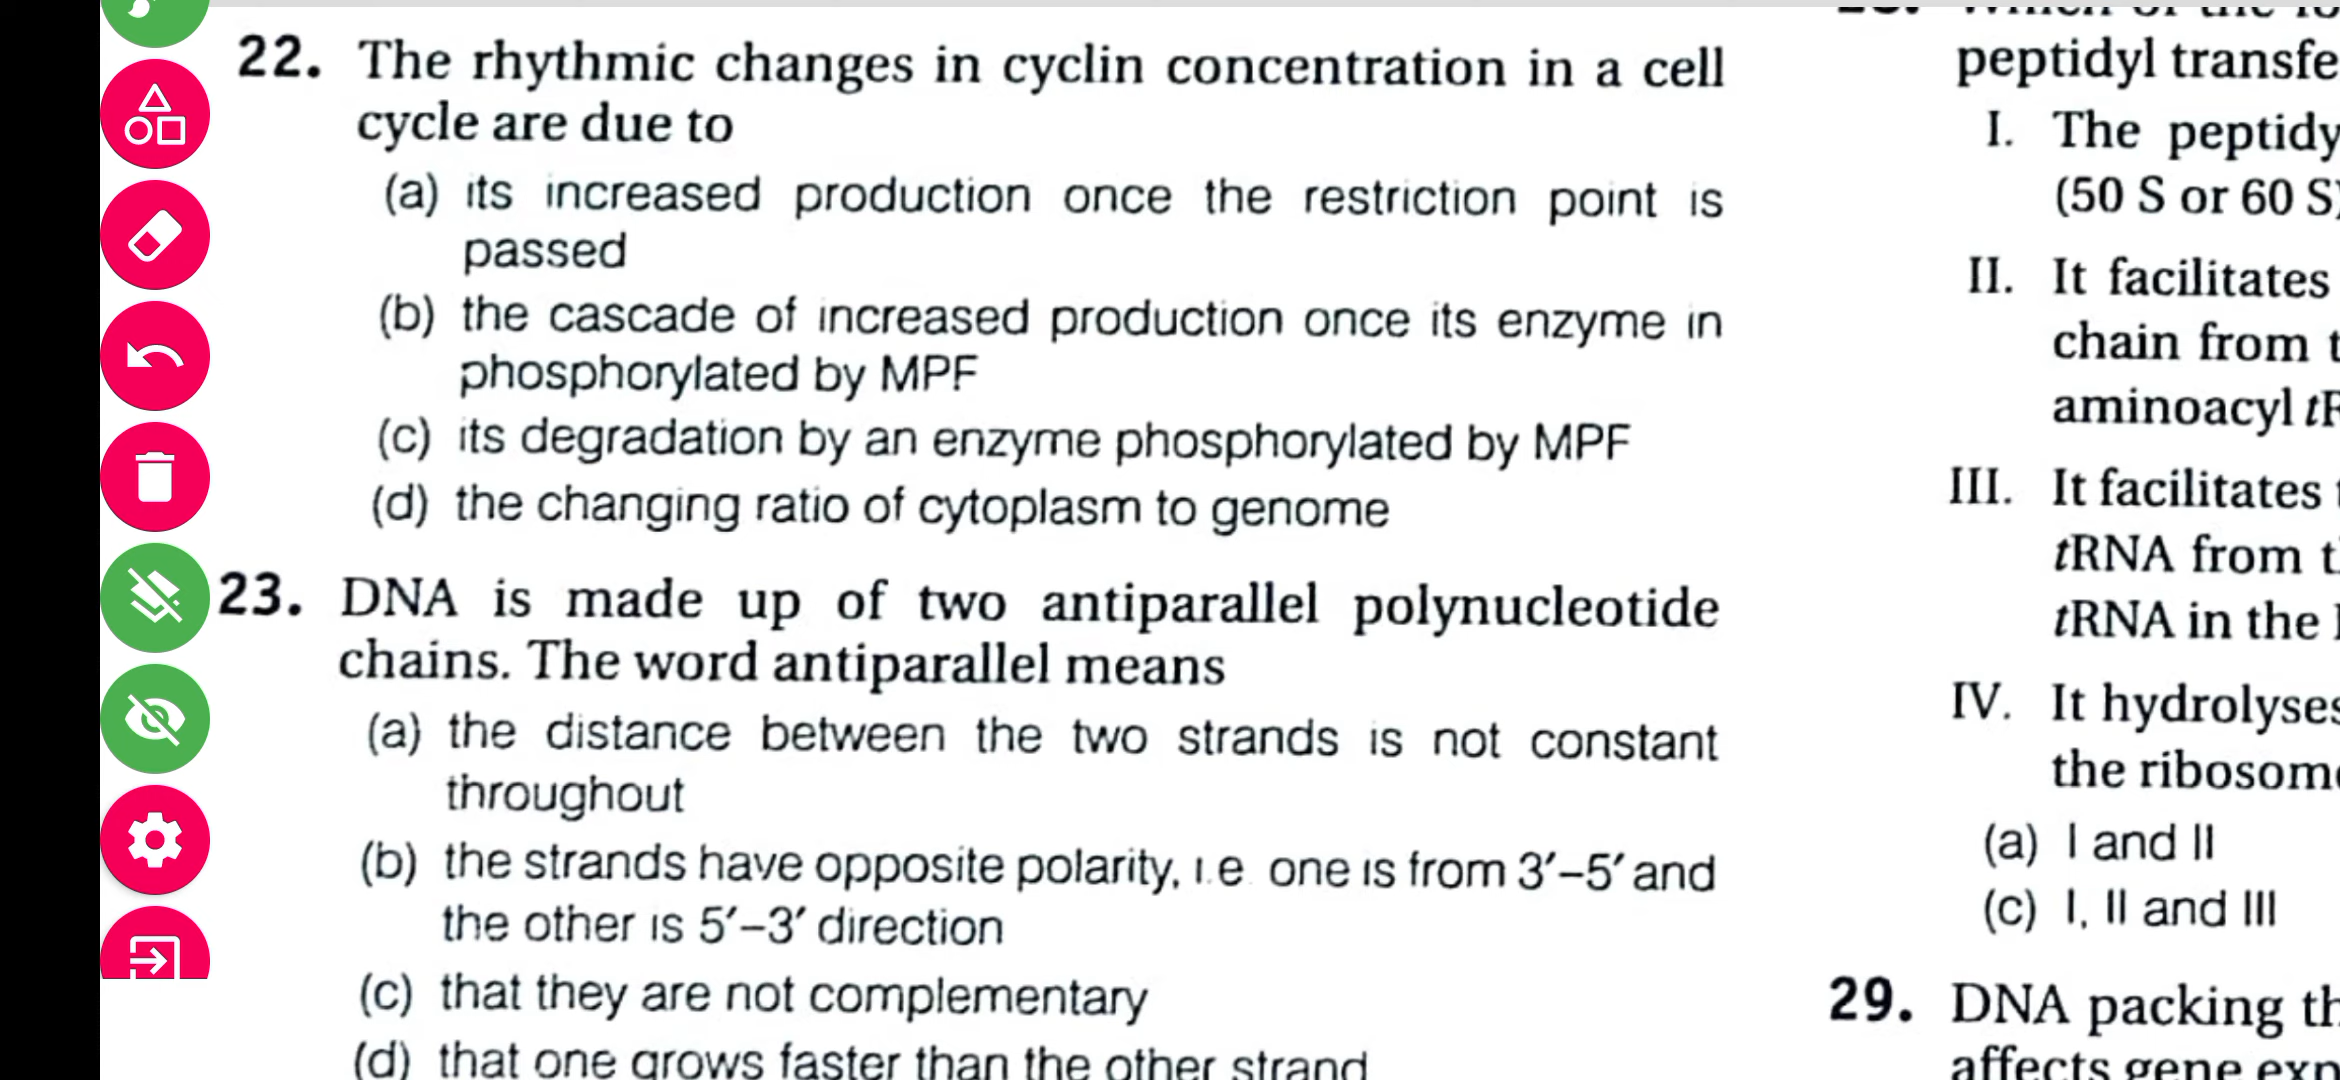 22. The rhythmic changes in cyclin concentration in a cell
cycle are due to
(a) its increased production once the restriction point is
passed
(b) the cascade of increased production once its enzyme in
phosphorylated by MPF
(c) its degradation by an enzyme phosphorylated by MPF
(d) the changing ratio of cytoplasm to genome
23. DNA is made up of two antiparallel polynucleotide
chains. The word antiparallel means
(a) the distance between the two strands is not constant
throughout
(b) the strands have opposite polarity, i.e. one is from 3′–5′ and
the other is 5′–3′ direction
(c) that they are not complementary
(d) that one grows faster than the other strand
Which of the
peptidyl
I. The
(50 S or 60 S)
II. It facilitates
chain from
aminoacyl
III. It facilitates
tRNA from
tRNA in the
IV. It
the
(a) I and II
(c) I, II and III
29. DNA packing
affects gene